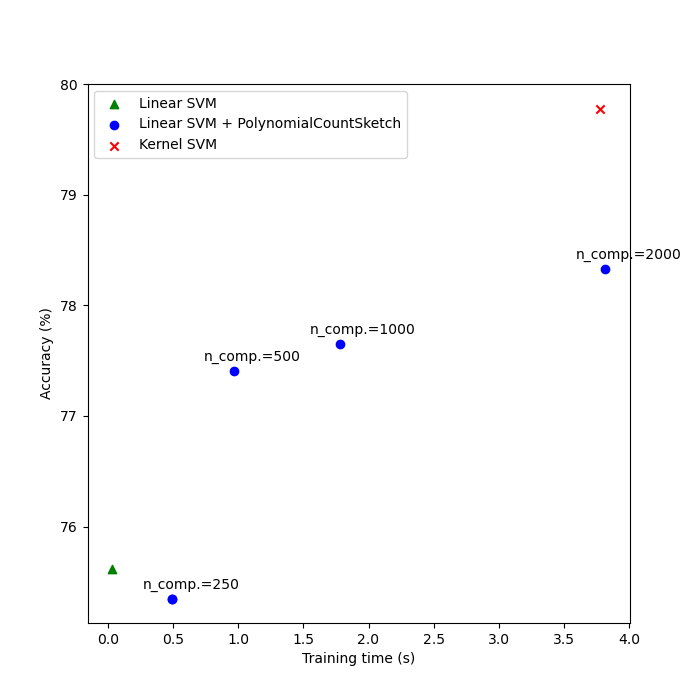 80
79
78
77
76
Accuracy (%)
Linear SVM
Linear SVM + PolynomialCountSketch
Kernel SVM
n_comp.=2000
n_comp.=1000
n_comp.=500
n_comp.=250
0.0 0.5 1.0 1.5 2.0 2.5 3.0 3.5 4.0
Training time (s)